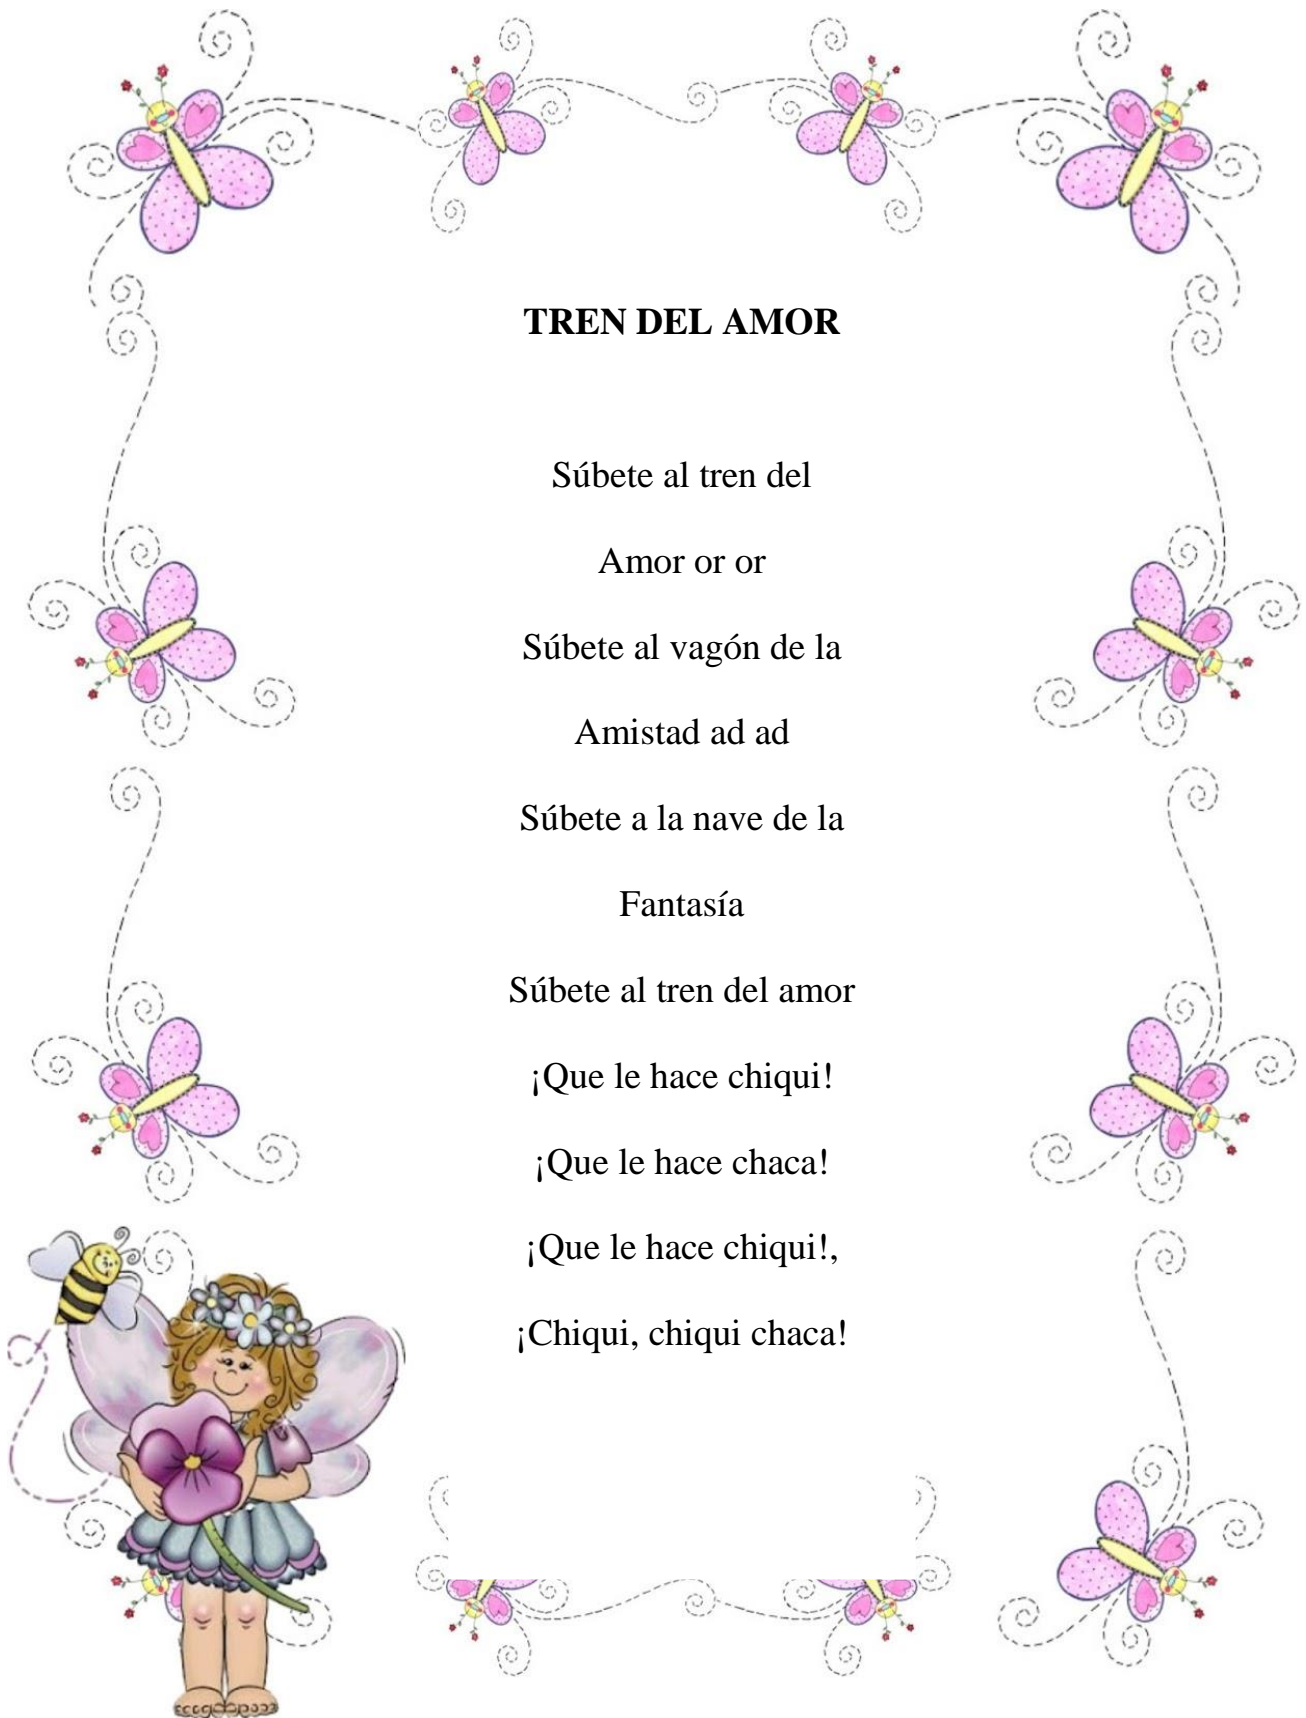 TREN DEL AMOR
Súbete al tren del
Amor or or
Súbete al vagón de la
Amistad ad ad
Súbete a la nave de la
Fantasía
Súbete al tren del amor
¡Que le hace chiqui!
¡Que le hace chaca!
¡Que le hace chiqui!,
¡Chiqui, chiqui chaca!